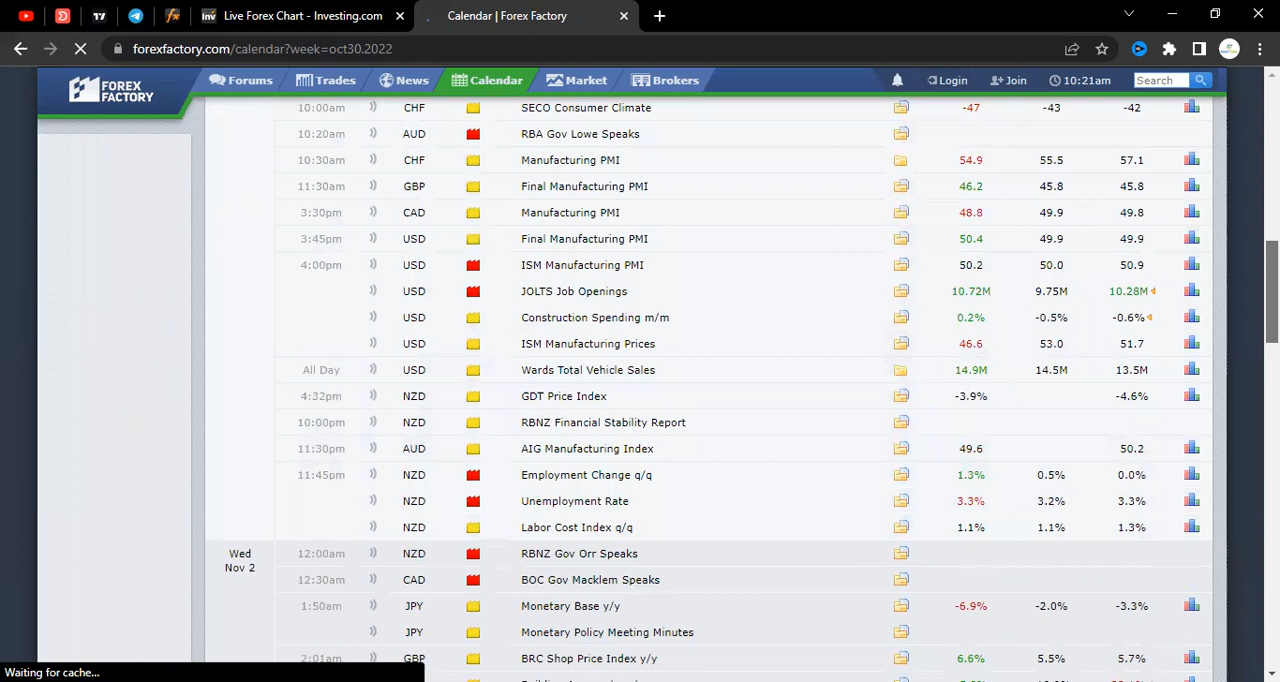 Live Forex Chart - Investing.com
Calendar | Forex Factory
forexfactory.com/calendar?week=oct30.2022
FOREX FACTORY Forums Trades News Calendar Market Brokers Login Join 10:21am Search
10:00am CHF SECO Consumer Climate -47 -43 -42
10:20am AUD RBA Gov Lowe Speaks
10:30am CHF Manufacturing PMI 54.9 55.5 57.1
11:30am GBP Final Manufacturing PMI 46.2 45.8 45.8
3:30pm CAD Manufacturing PMI 48.8 49.9 49.8
3:45pm USD Final Manufacturing PMI 50.4 49.9 49.9
4:00pm USD ISM Manufacturing PMI 50.2 50.0 50.9
USD JOLTS Job Openings 10.72M 9.75M 10.28M
USD Construction Spending m/m 0.2% -0.5% -0.6%
USD ISM Manufacturing Prices 46.6 53.0 51.7
All Day USD Wards Total Vehicle Sales 14.9M 14.5M 13.5M
4:32pm NZD GDT Price Index -3.9% -4.6%
10:00pm NZD RBNZ Financial Stability Report
11:30pm AUD AIG Manufacturing Index 49.6 50.2
11:45pm NZD Employment Change q/q 1.3% 0.5% 0.0%
NZD Unemployment Rate 3.3% 3.2% 3.3%
NZD Labor Cost Index q/q 1.1% 1.1% 1.3%
Wed Nov 2 12:00am NZD RBNZ Gov Orr Speaks
12:30am CAD BOC Gov Macklem Speaks
1:50am JPY Monetary Base y/y -6.9% -2.0% -3.3%
JPY Monetary Policy Meeting Minutes
2:01am GBP BRC Shop Price Index y/y 6.6% 5.5% 5.7%
Waiting for cache...